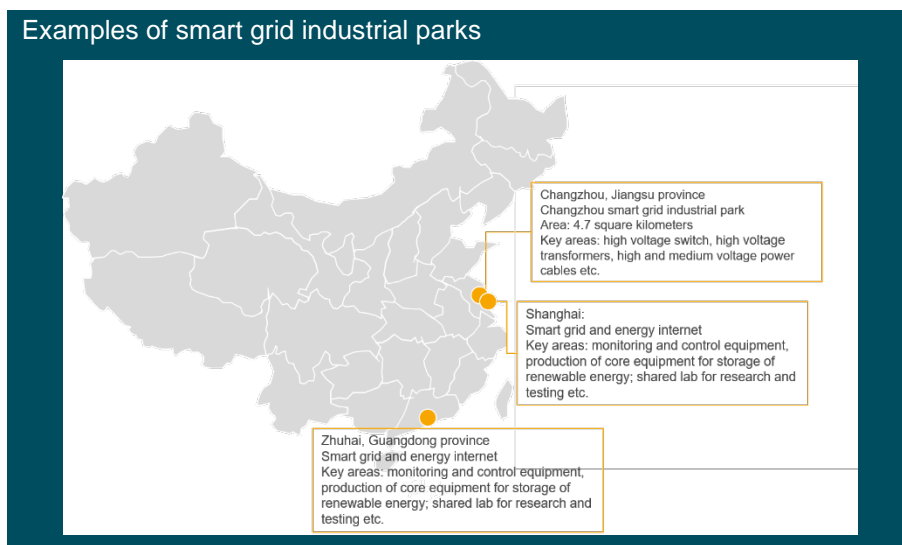 Examples of smart grid industrial parks
Changzhou, Jiangsu province
Changzhou smart grid industrial park
Area: 4.7 square kilometers
Key areas: high voltage switch, high voltage
transformers, high and medium voltage power
cables etc.
Shanghai:
Smart grid and energy internet
Key areas: monitoring and control equipment,
production of core equipment for storage of
renewable energy; shared lab for research and
testing etc.
Zhuhai, Guangdong province
Smart grid and energy internet
Key areas: monitoring and control equipment,
production of core equipment for storage of
renewable energy; shared lab for research and
testing etc.